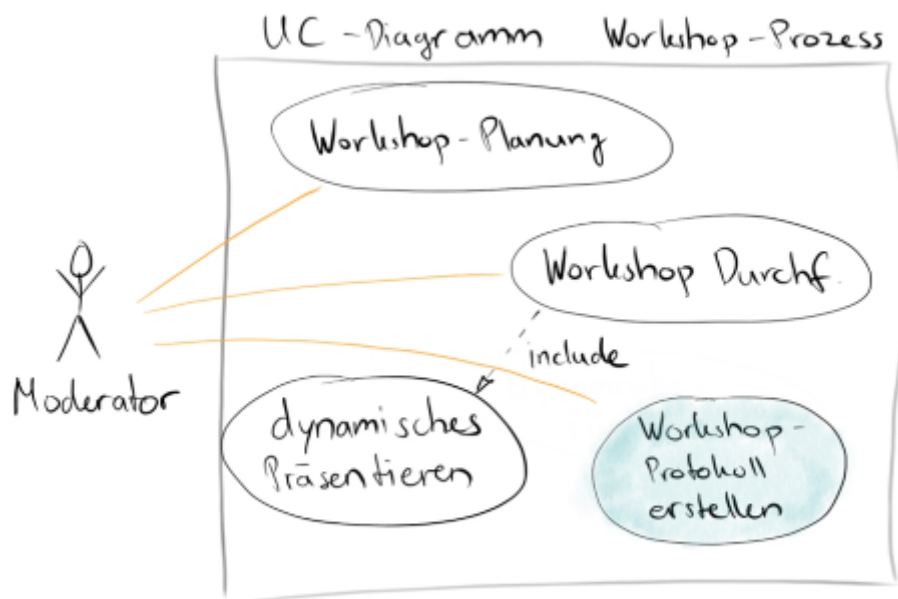 UC-Diagramm Workshop-Prozess
Workshop-Planung
Workshop Durchf.
include
Moderator
dynamisches
Präsentieren
Workshop-
Protokoll
erstellen